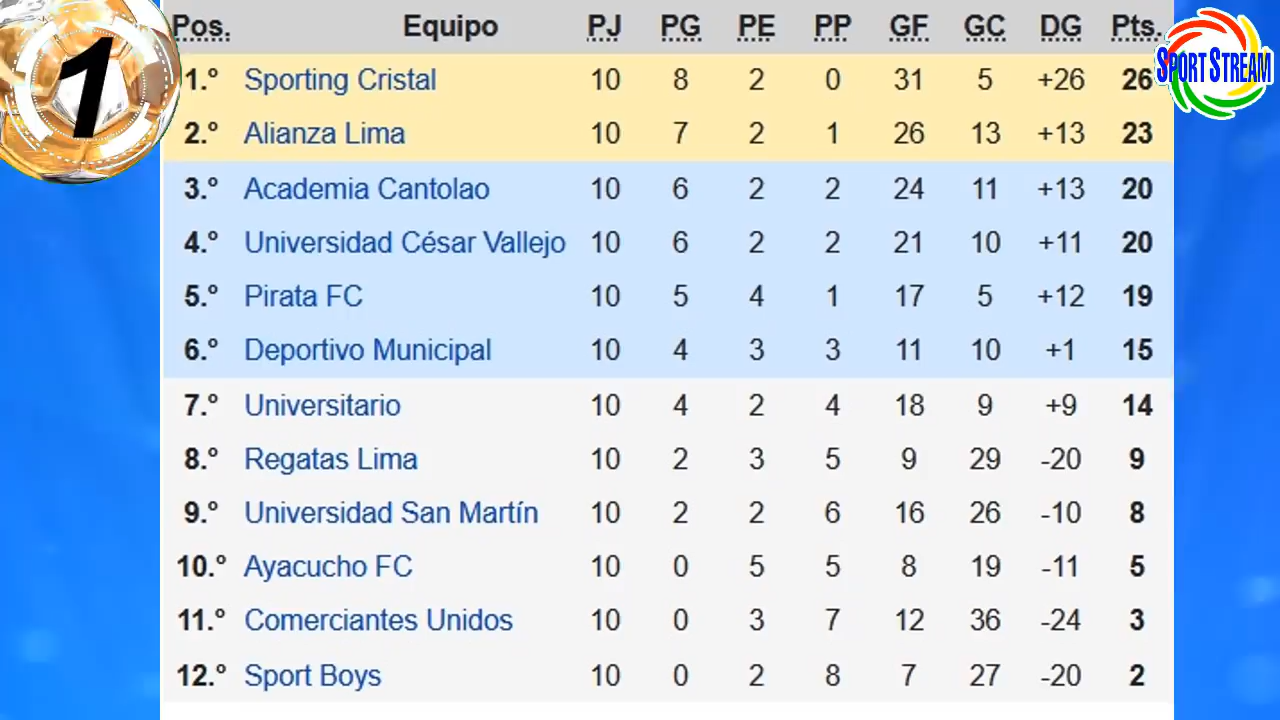 Pos. Equipo PJ PG PE PP GF GC DG Pts.
1.º Sporting Cristal 10 8 2 0 31 5 +26 26
2.º Alianza Lima 10 7 2 1 26 13 +13 23
3.º Academia Cantolao 10 6 2 2 24 11 +13 20
4.º Universidad César Vallejo 10 6 2 2 21 10 +11 20
5.º Pirata FC 10 5 4 1 17 5 +12 19
6.º Deportivo Municipal 10 4 3 3 11 10 +1 15
7.º Universitario 10 4 2 4 18 9 +9 14
8.º Regatas Lima 10 2 3 5 9 29 -20 9
9.º Universidad San Martín 10 2 2 6 16 26 -10 8
10.º Ayacucho FC 10 0 5 5 8 19 -11 5
11.º Comerciantes Unidos 10 0 3 7 12 36 -24 3
12.º Sport Boys 10 0 2 8 7 27 -20 2
1
SPORT STREAM